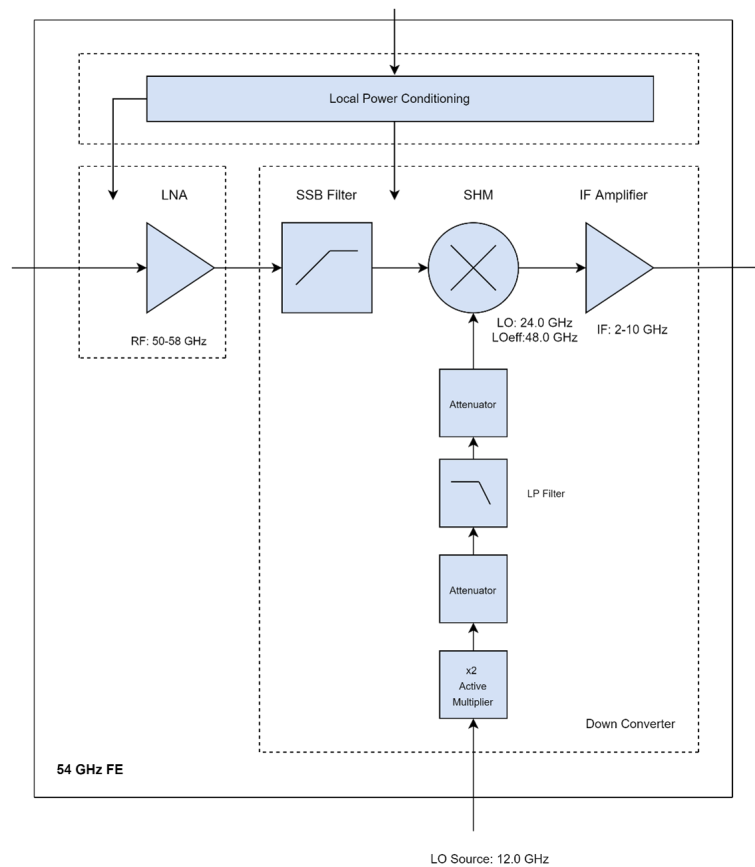 Local Power Conditioning
LNA
SSB Filter
SHM
IF Amplifier
RF: 50-58 GHz
LO: 24.0 GHz
LOeff:48.0 GHz
IF: 2-10 GHz
Attenuator
LP Filter
Attenuator
x2
Active
Multiplier
Down Converter
54 GHz FE
LO Source: 12.0 GHz